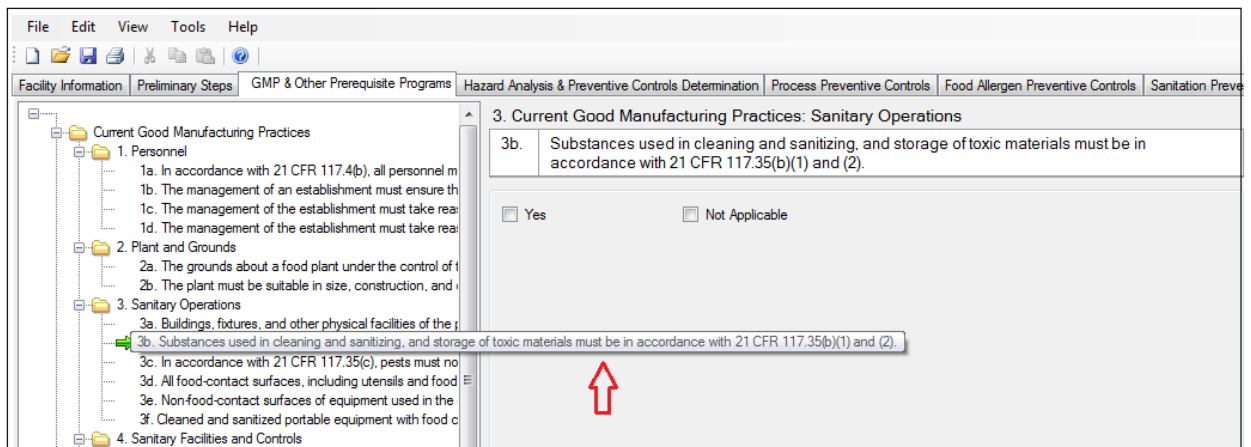 File Edit View Tools Help
Facility Information Preliminary Steps GMP & Other Prerequisite Programs Hazard Analysis & Preventive Controls Determination Process Preventive Controls Food Allergen Preventive Controls Sanitation Preve
Current Good Manufacturing Practices
1. Personnel
1a. In accordance with 21 CFR 117.4(b), all personnel m
1b. The management of an establishment must ensure th
1c. The management of the establishment must take reas
1d. The management of the establishment must take reas
2. Plant and Grounds
2a. The grounds about a food plant under the control of t
2b. The plant must be suitable in size, construction, and
3. Sanitary Operations
3a. Buildings, fixtures, and other physical facilities of the p
3b. Substances used in cleaning and sanitizing, and storage of toxic materials must be in accordance with 21 CFR 117.35(b)(1) and (2).
3c. In accordance with 21 CFR 117.35(c), pests must no
3d. All food-contact surfaces, including utensils and food
3e. Non-food-contact surfaces of equipment used in the
3f. Cleaned and sanitized portable equipment with food c
4. Sanitary Facilities and Controls
3. Current Good Manufacturing Practices: Sanitary Operations
3b. Substances used in cleaning and sanitizing, and storage of toxic materials must be in
accordance with 21 CFR 117.35(b)(1) and (2).
Yes Not Applicable